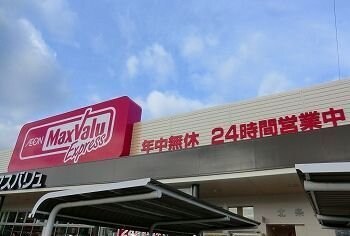 AEON
MaxValu
Express
年中無休 24時間営業中
スバリュ